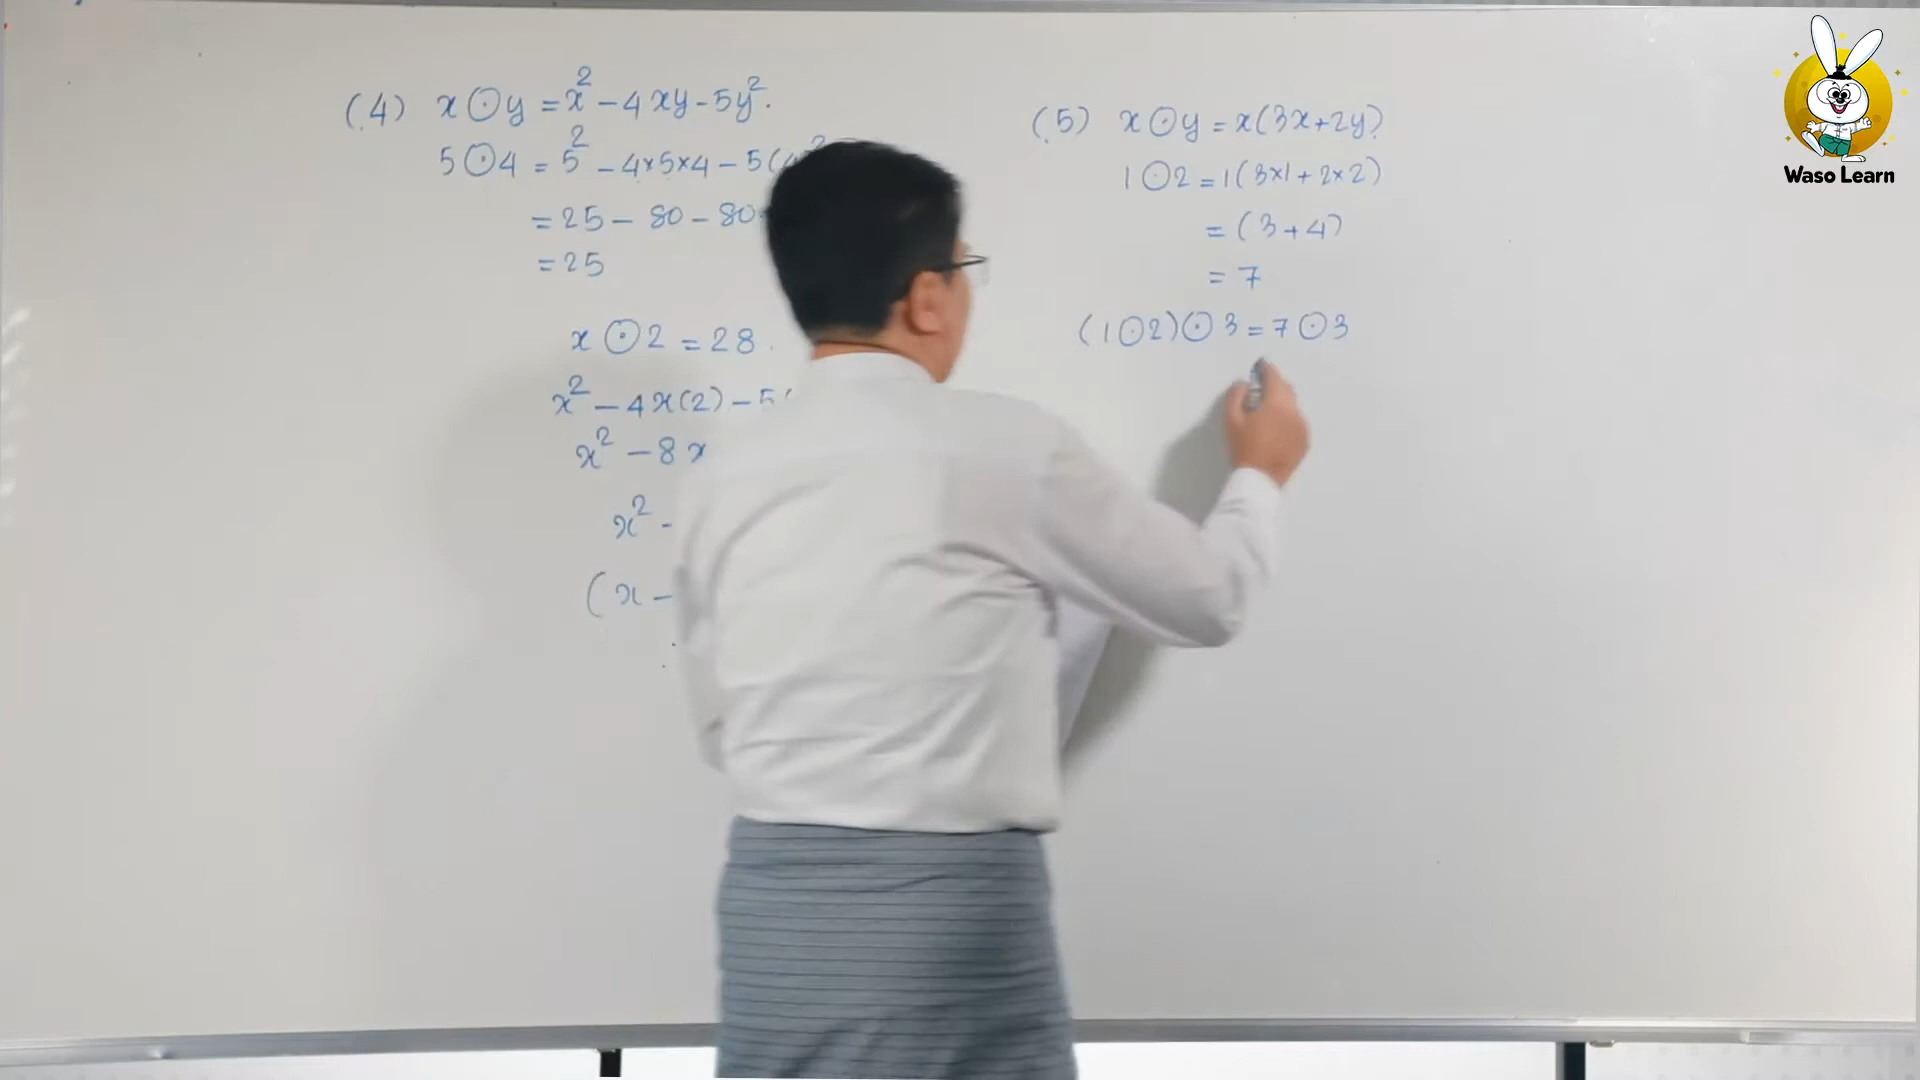 (4) x⊙y = x² - 4xy - 5y².
5⊙4 = 5² - 4×5×4 - 5(4²
= 25 - 80 - 80
= 25
x⊙2 = 28
x² - 4x(2) - 5(
x² - 8x
x² -
(x -
(5) x⊙y = x(3x+2y)
1⊙2 = 1(3×1 + 2×2)
= (3+4)
= 7
(1⊙2)⊙3 = 7⊙3
Waso Learn